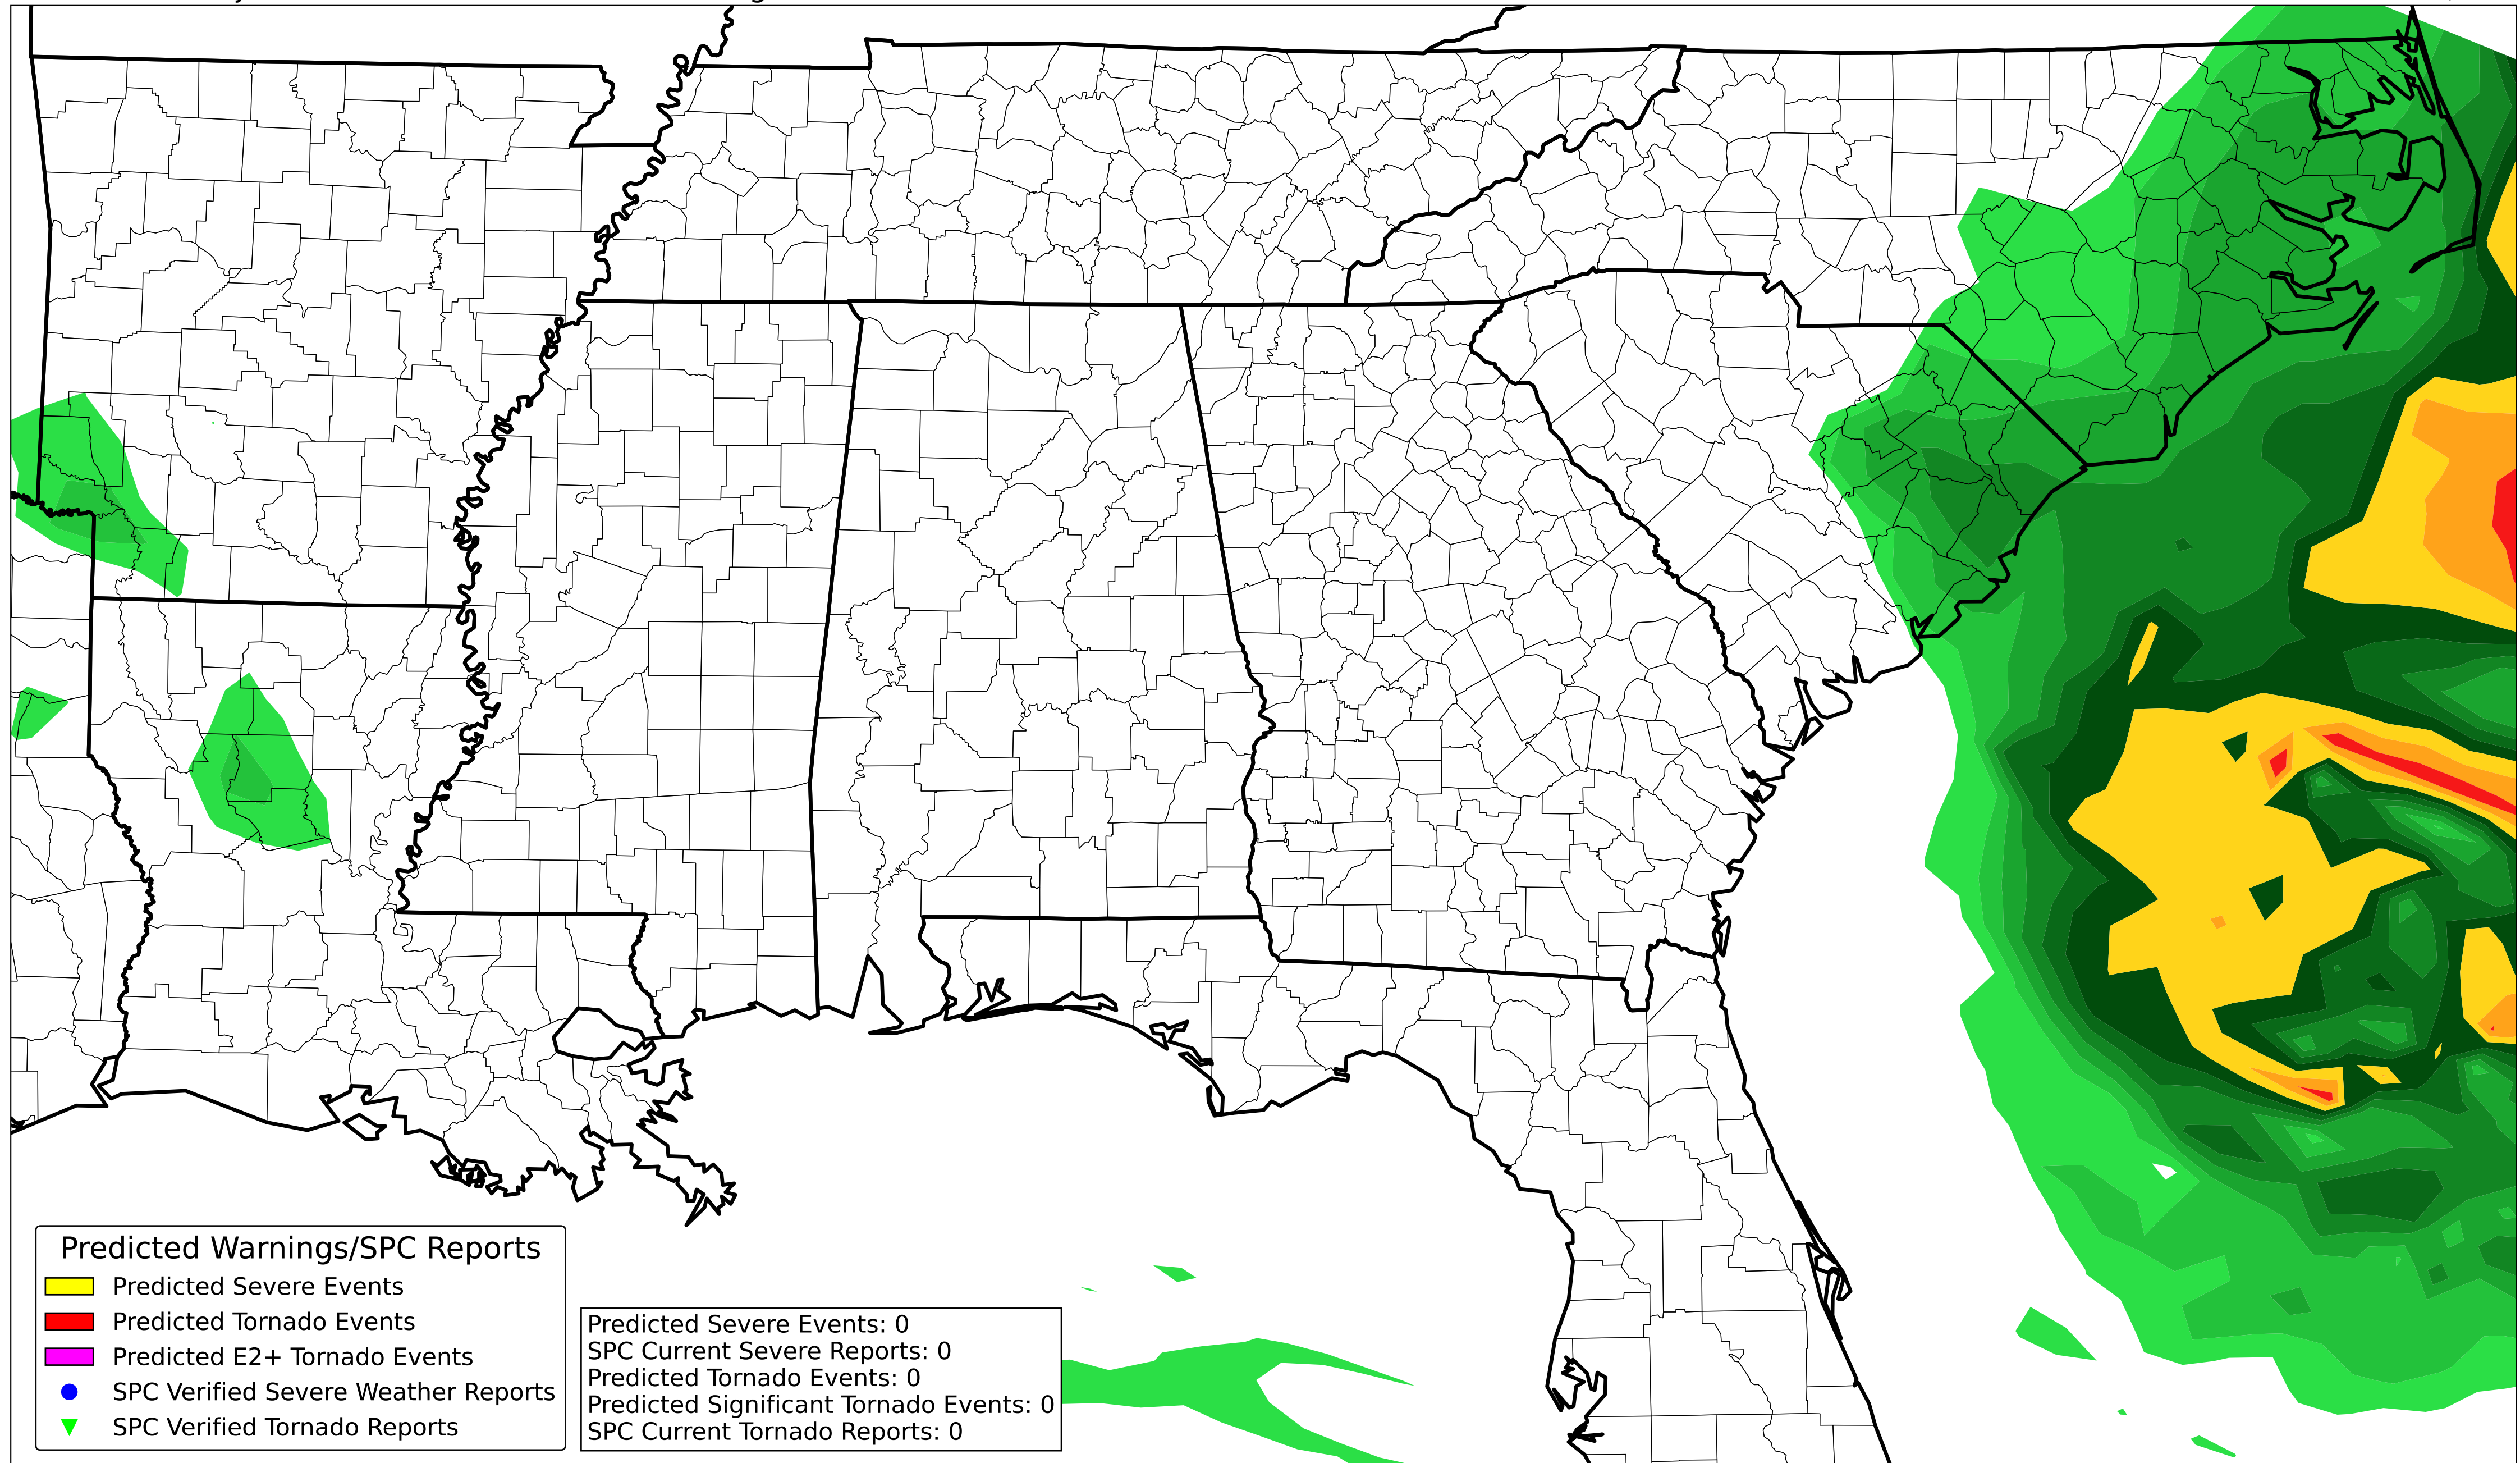 Predicted Warnings/SPC Reports
Predicted Severe Events
Predicted Tornado Events
Predicted E2+ Tornado Events
SPC Verified Severe Weather Reports
SPC Verified Tornado Reports
Predicted Severe Events: 0
SPC Current Severe Reports: 0
Predicted Tornado Events: 0
Predicted Significant Tornado Events: 0
SPC Current Tornado Reports: 0